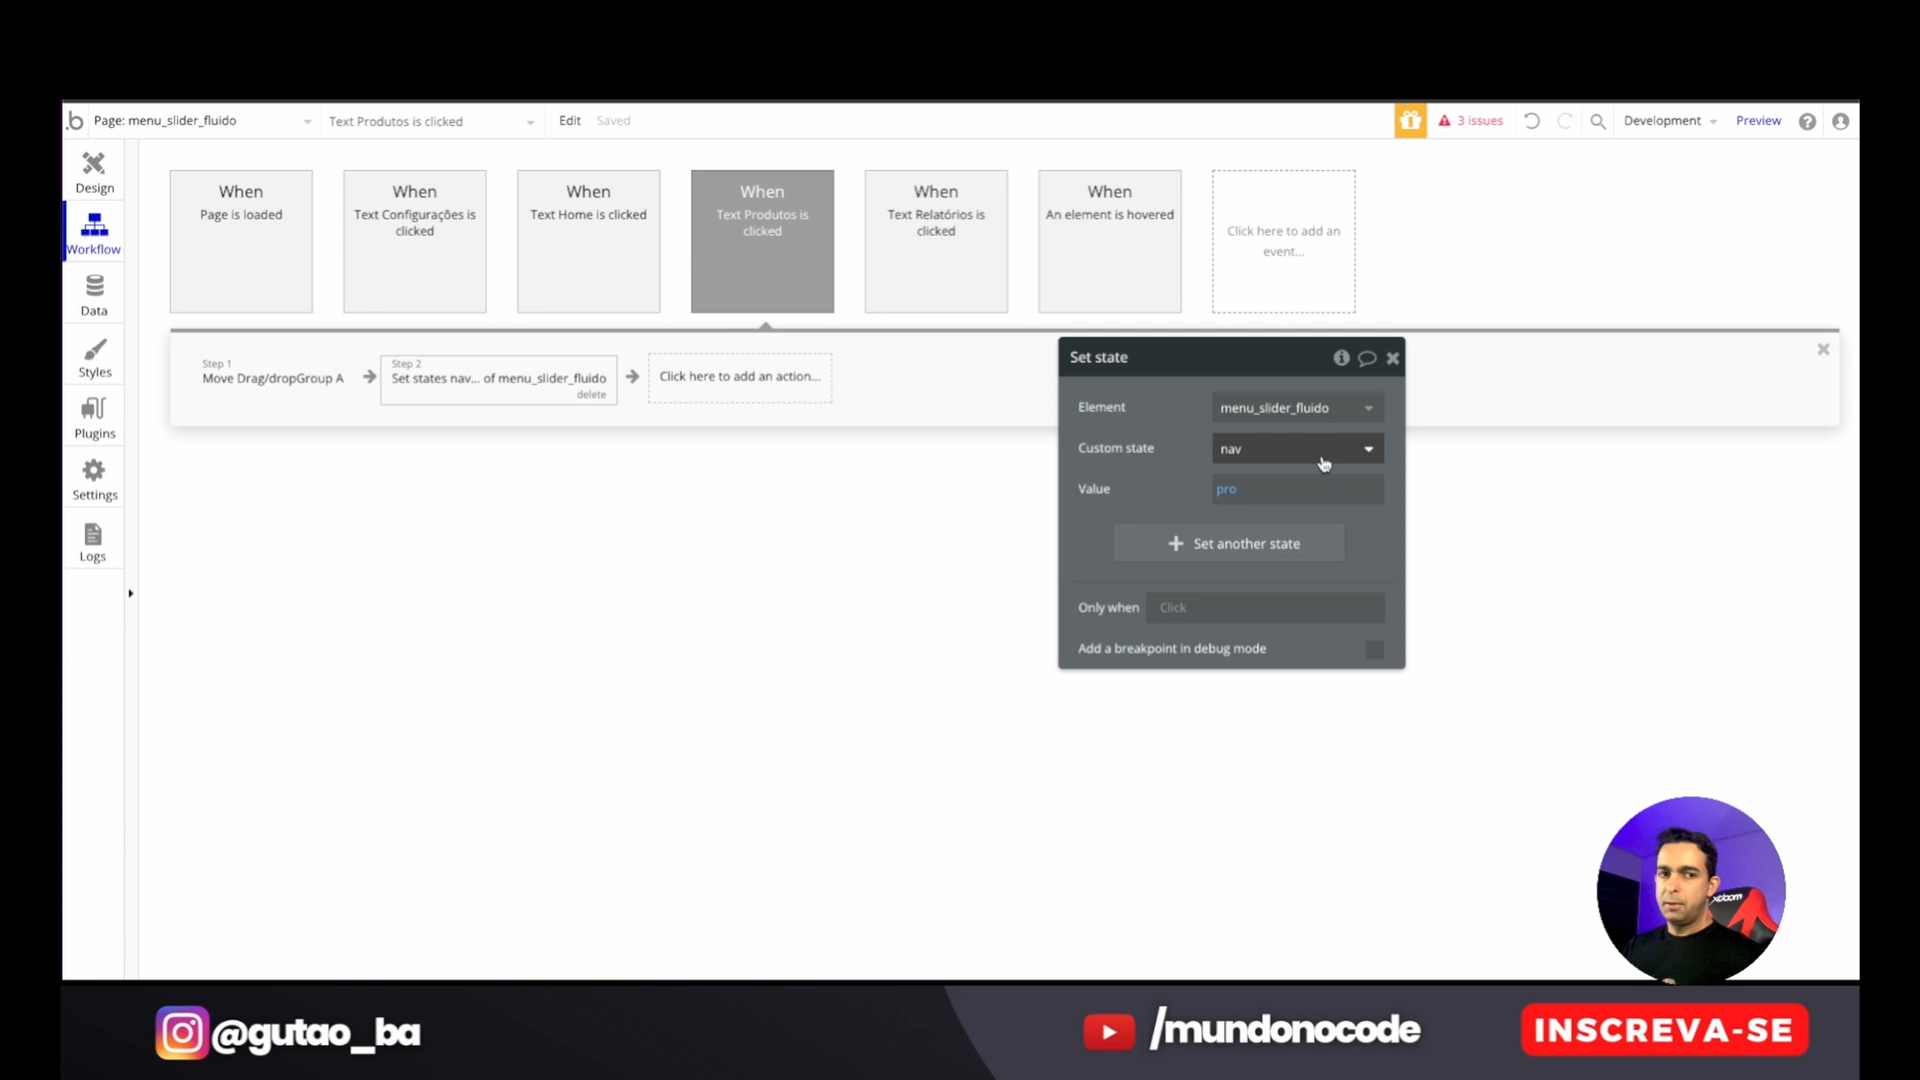 .b Page: menu_slider_fluido Text Produtos is clicked Edit Saved 3 issues Development Preview
Design
Workflow
Data
Styles
Plugins
Settings
Logs
When
Page is loaded
When
Text Configurações is
clicked
When
Text Home is clicked
When
Text Produtos is
clicked
When
Text Relatórios is
clicked
When
An element is hovered
Click here to add an
event...
Step 1
Move Drag/dropGroup A
Step 2
Set states nav... of menu_slider_fluido
delete
Click here to add an action...
Set state
Element menu_slider_fluido
Custom state nav
Value pro
Set another state
Only when Click
Add a breakpoint in debug mode
xtloom
@gutao_ba
/mundonocode
INSCREVA-SE